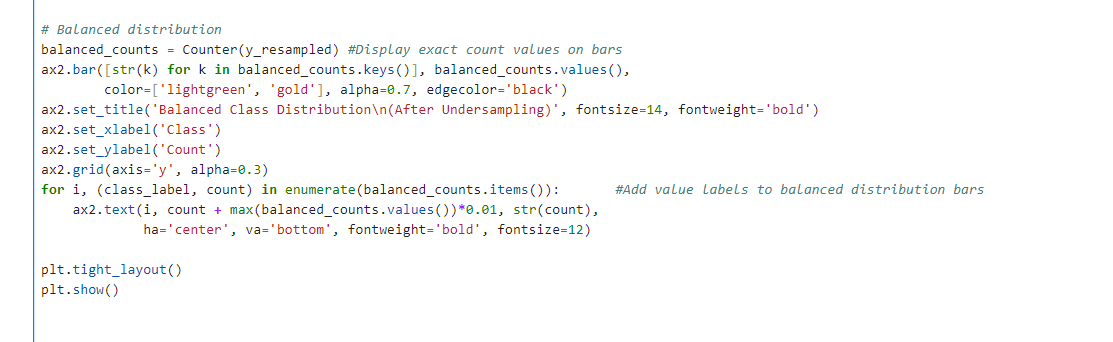 # Balanced distribution
balanced_counts = Counter(y_resampled) #Display exact count values on bars
ax2.bar([str(k) for k in balanced_counts.keys()], balanced_counts.values(),
        color=['lightgreen', 'gold'], alpha=0.7, edgecolor='black')
ax2.set_title('Balanced Class Distribution\n(After Undersampling)', fontsize=14, fontweight='bold')
ax2.set_xlabel('Class')
ax2.set_ylabel('Count')
ax2.grid(axis='y', alpha=0.3)
for i, (class_label, count) in enumerate(balanced_counts.items()):       #Add value labels to balanced distribution bars
    ax2.text(i, count + max(balanced_counts.values())*0.01, str(count),
             ha='center', va='bottom', fontweight='bold', fontsize=12)

plt.tight_layout()
plt.show()